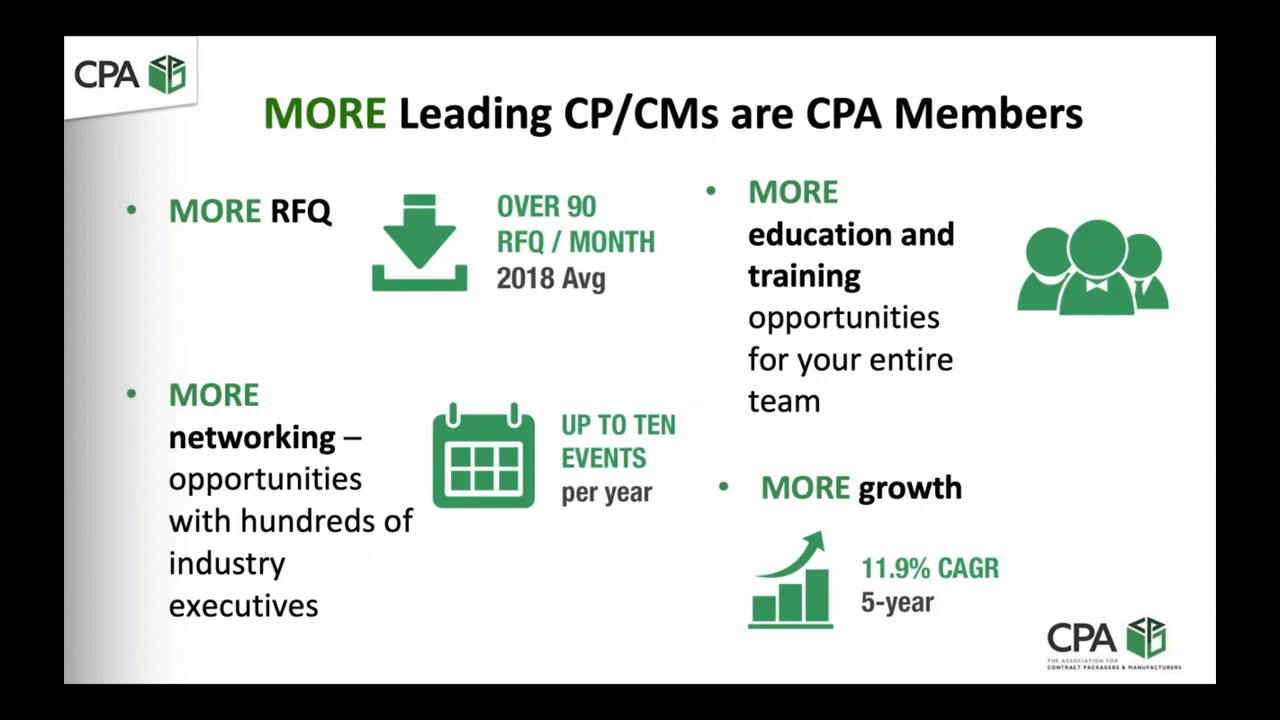 CPA
MORE Leading CP/CMs are CPA Members
• MORE RFQ
OVER 90
RFQ / MONTH
2018 Avg
• MORE
networking –
opportunities
with hundreds of
industry
executives
UP TO TEN
EVENTS
per year
• MORE
education and
training
opportunities
for your entire
team
• MORE growth
11.9% CAGR
5-year
CPA
THE ASSOCIATION FOR
CONTRACT PACKAGERS & MANUFACTURERS